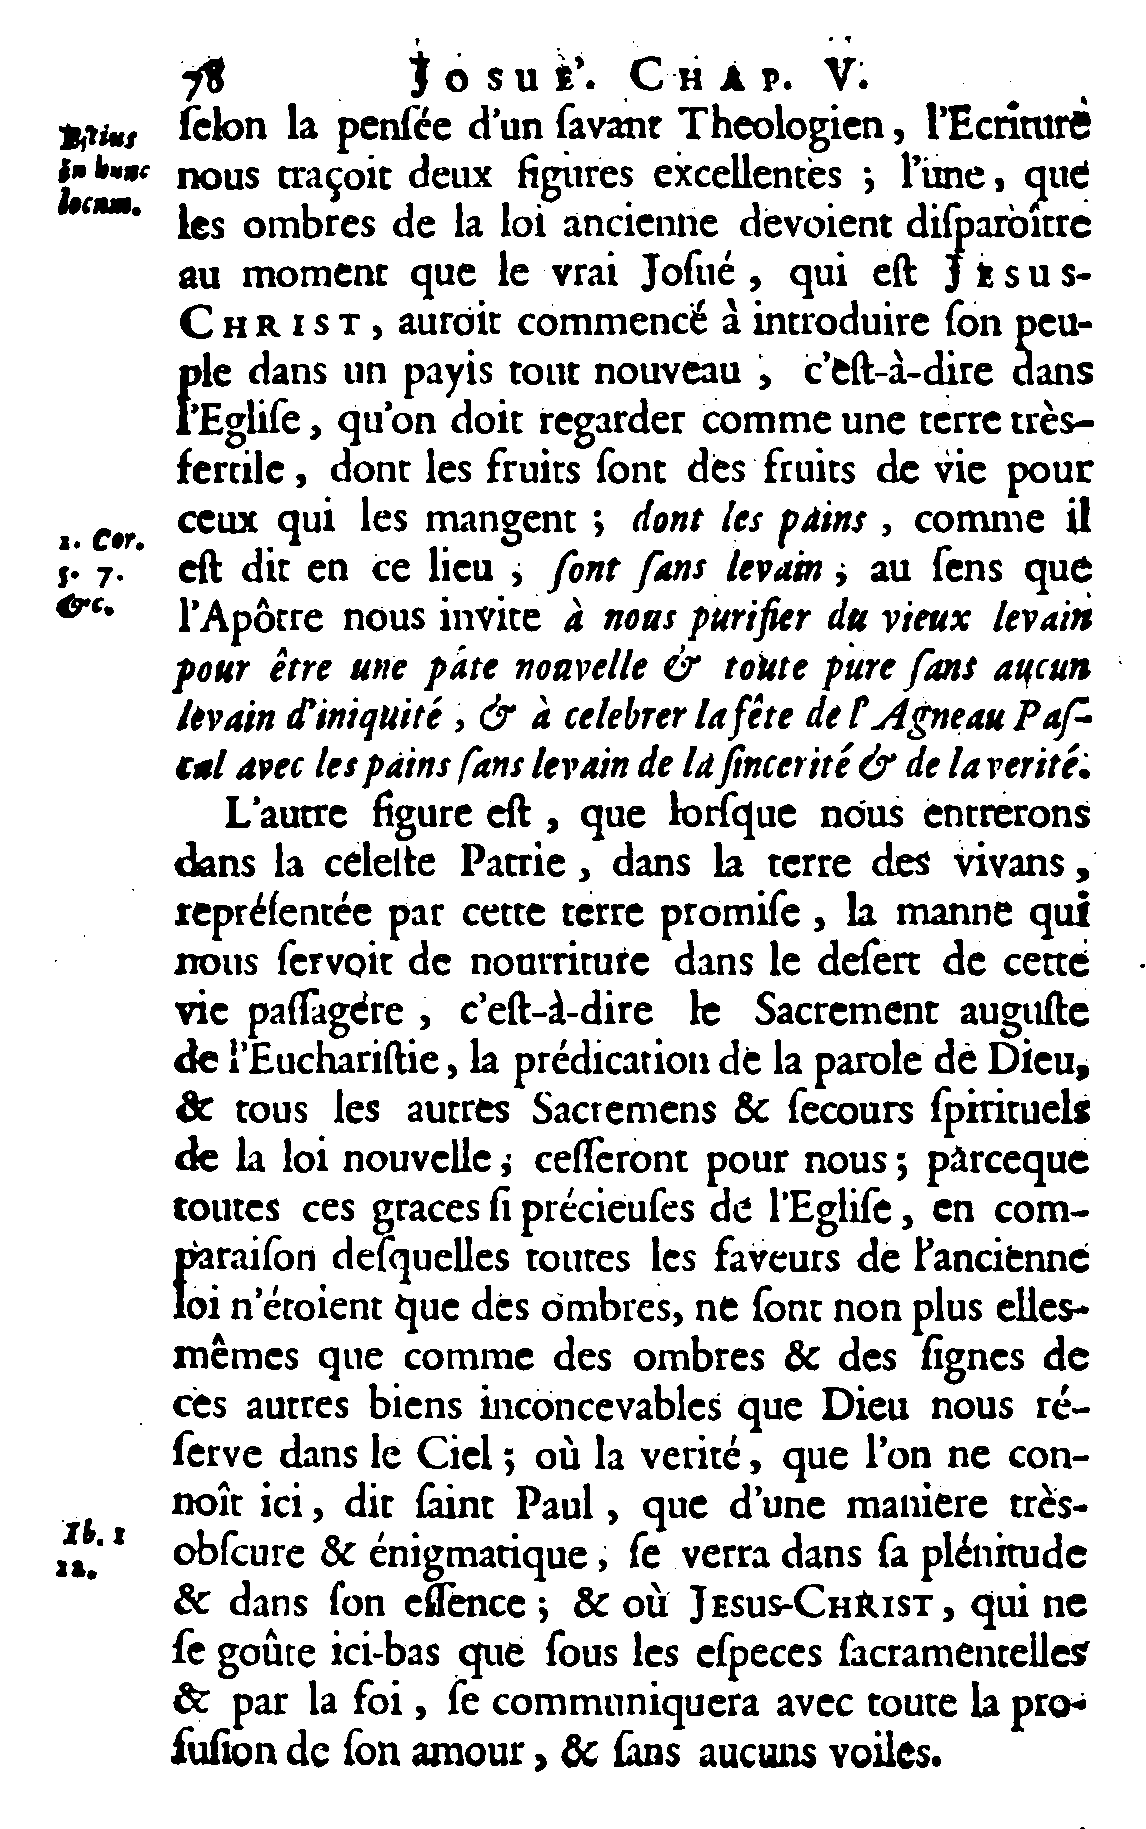 78 JOSUE'. CHAP. V.
ſelon la penſée d'un ſavant Theologien, l'Ecriture
nous traçoit deux figures excellentes ; l'une, que
les ombres de la loi ancienne devoient diſparoître
au moment que le vrai Joſué, qui eſt JESUS-
CHRIST, auroit commencé à introduire ſon peu-
ple dans un payis tout nouveau, c'eſt-à-dire dans
l'Egliſe, qu'on doit regarder comme une terre très-
fertile, dont les fruits ſont des fruits de vie pour
ceux qui les mangent ; dont les pains, comme il
eſt dit en ce lieu, ſont ſans levain ; au ſens que
l'Apôtre nous invite à nous purifier du vieux levain
pour être une pâte nouvelle & toute pure ſans aucun
levain d'iniquité, & à celebrer la fête de l'Agneau Paſ-
cal avec les pains ſans levain de la ſincerité & de la verité.
L'autre figure eſt, que lorſque nous entrerons
dans la céleſte Patrie, dans la terre des vivans,
repréſentée par cette terre promiſe, la manne qui
nous ſervoit de nourriture dans le deſert de cette
vie paſſagére, c'eſt-à-dire le Sacrement auguſte
de l'Euchariſtie, la prédication de la parole de Dieu,
& tous les autres Sacremens & ſecours ſpirituels
de la loi nouvelle, ceſſeront pour nous ; parceque
toutes ces graces ſi précieuſes de l'Egliſe, en com-
paraiſon deſquelles toutes les faveurs de l'ancienne
loi n'étoient que des ombres, ne ſont non plus elles-
mêmes que comme des ombres & des ſignes de
ces autres biens inconcevables que Dieu nous ré-
ſerve dans le Ciel ; où la verité, que l'on ne con-
noît ici, dit ſaint Paul, que d'une maniere très-
obſcure & énigmatique, ſe verra dans ſa plénitude
& dans ſon eſſence ; & où JESUS-CHRIST, qui ne
ſe goûte ici-bas que ſous les eſpeces ſacramentelles
& par la foi, ſe communiquera avec toute la pro-
fuſion de ſon amour, & ſans aucuns voiles.
Eſtius
in hunc
locum.
1. Cor.
5. 7.
&c.
Ib. 1
12.